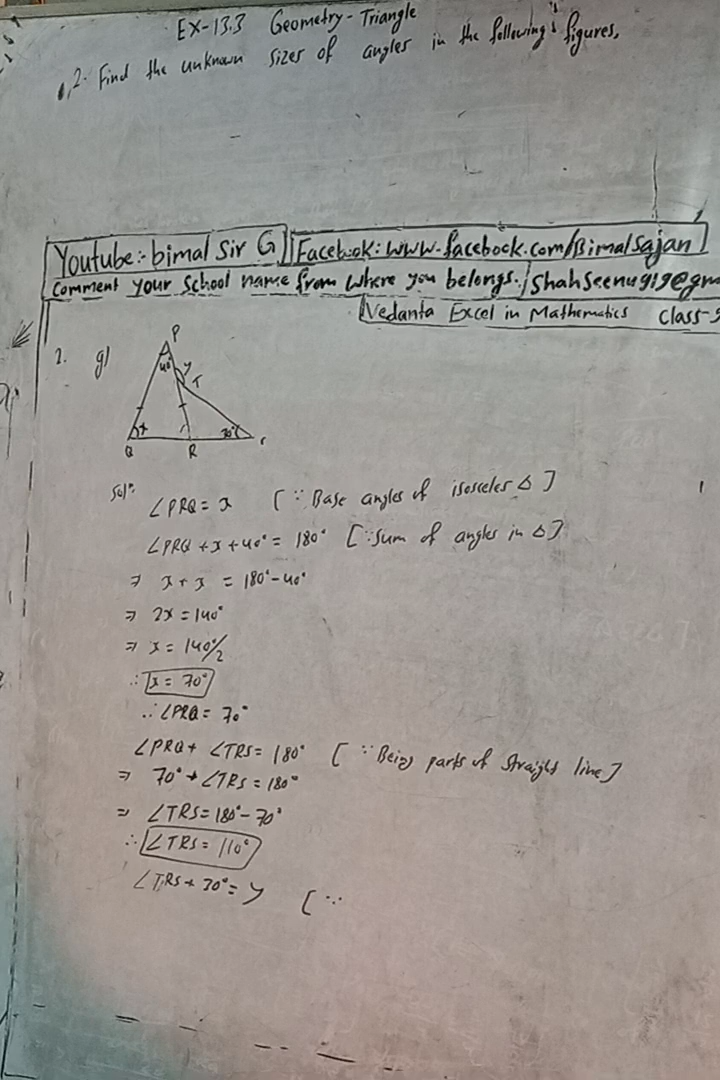 EX-13.3 Geometry - Triangle
2. Find the unknown sizes of angles in the following figures.
Youtube:- bimal Sir G
Facebook: www.facebook.com/Bimalsajan
Comment your School name from where you belongs.
Vedanta Excel in Mathematics class-
2. g)
P
40°
y
T
x
30°
Q
R
Solⁿ:
∠PRQ = x [∵ Base angles of isosceles Δ]
∠PRQ + x + 40° = 180° [∵ Sum of angles in Δ]
⇒ x + x = 180° - 40°
⇒ 2x = 140°
⇒ x = 140°/2
∴ x = 70°
∴ ∠PRQ = 70°
∠PRQ + ∠TRS = 180° [∵ Being parts of straight line]
⇒ 70° + ∠TRS = 180°
⇒ ∠TRS = 180° - 70°
∴ ∠TRS = 110°
∠TRS + 30° = y [∵